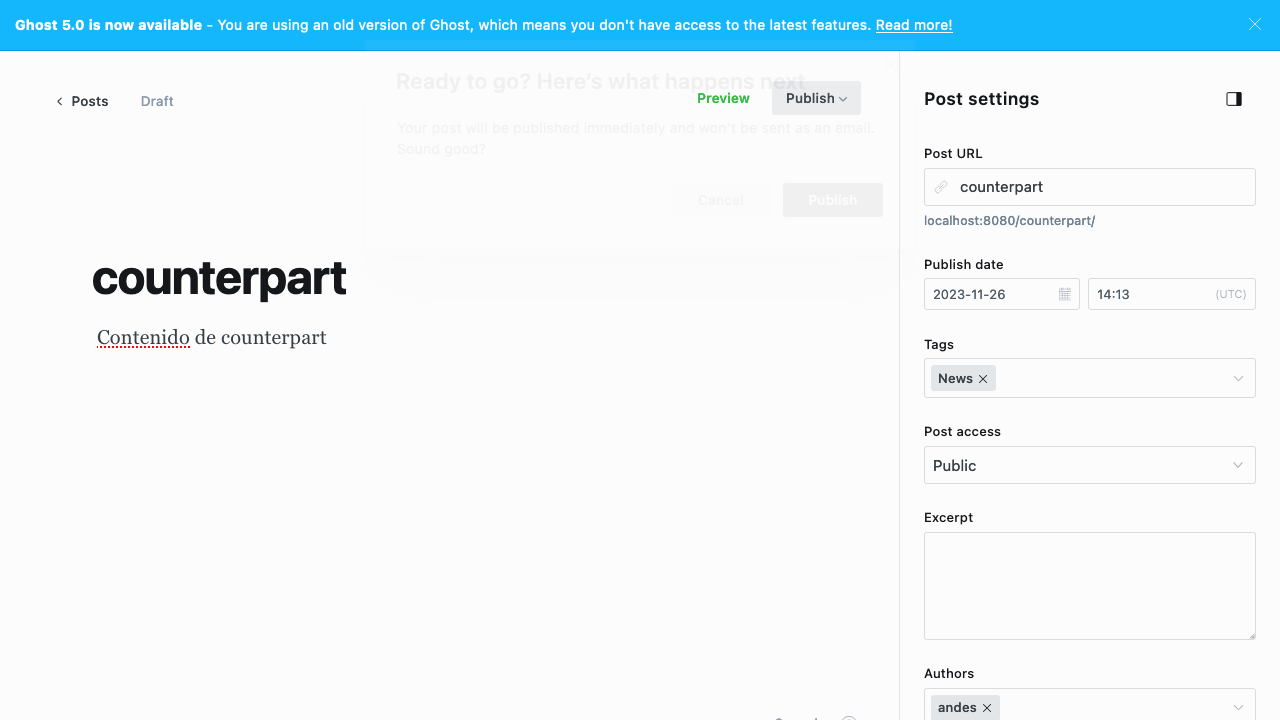 Ghost 5.0 is now available - You are using an old version of Ghost, which means you don't have access to the latest features. Read more!
Posts
Draft
Ready to go? Here's what happens next
Preview
Publish
Your post will be published immediately and won't be sent as an email.
Sound good?
Cancel
Publish
counterpart
Contenido de counterpart
Post settings
Post URL
counterpart
localhost:8080/counterpart/
Publish date
2023-11-26
14:13
(UTC)
Tags
News
Post access
Public
Excerpt
Authors
andes